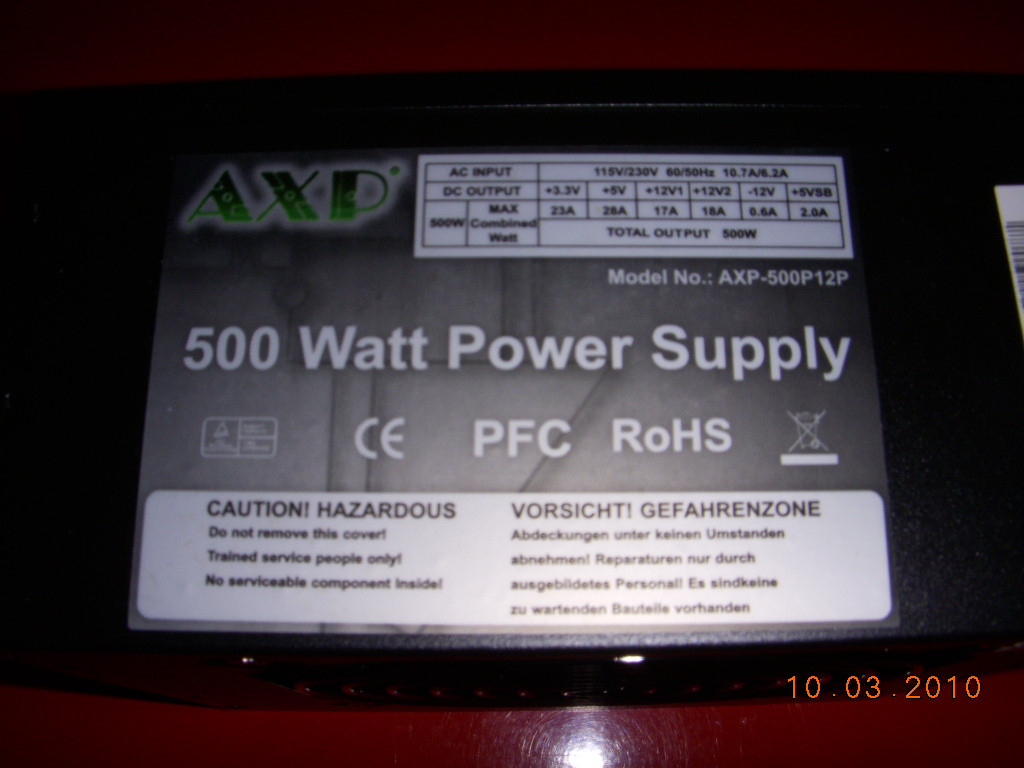 AXP
AC INPUT 115V/230V 60/50Hz 10.7A/6.2A
DC OUTPUT +3.3V +5V +12V1 +12V2 -12V +5VSB
500W MAX Combined Watt 23A 28A 17A 18A 0.6A 2.0A
TOTAL OUTPUT 500W
Model No.: AXP-500P12P
500 Watt Power Supply
CE PFC RoHS
CAUTION! HAZARDOUS
Do not remove this cover!
Trained service people only!
No serviceable component inside!
VORSICHT! GEFAHRENZONE
Abdeckungen unter keinen Umstanden
abnehmen! Reparaturen nur durch
ausgebildetes Personal! Es sindkeine
zu wartenden Bauteile vorhanden
10.03.2010